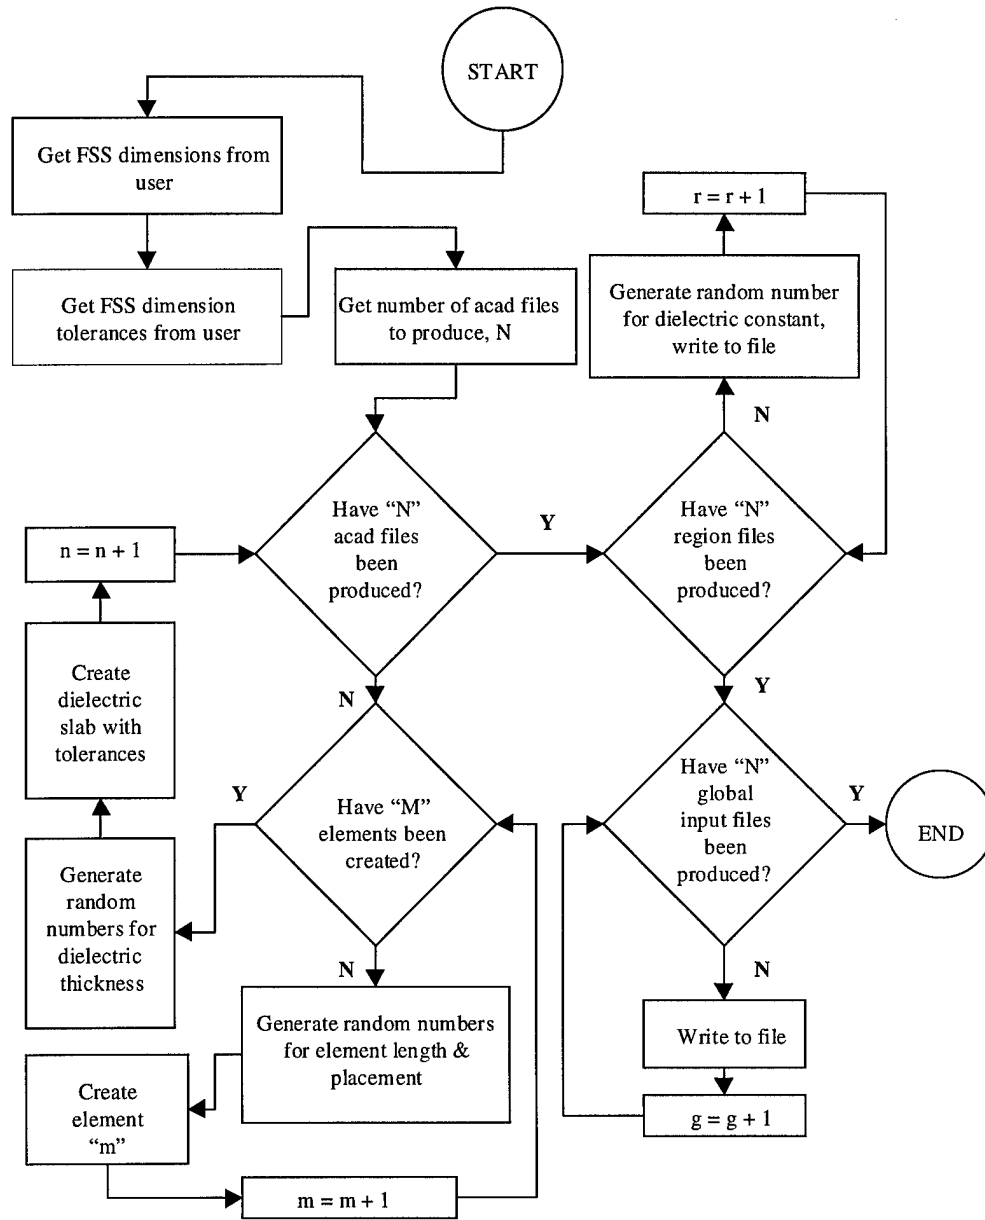 START
Get FSS dimensions from
user
Get FSS dimension
tolerances from user
Get number of acad files
to produce, N
r = r + 1
Generate random number
for dielectric constant,
write to file
N
Have “N”
acad files
been
produced?
Y
Have “N”
region files
been
produced?
n = n + 1
Create
dielectric
slab with
tolerances
N
Y
Y
Have “M”
elements been
created?
Have “N”
global
input files
been
produced?
Y
END
Generate
random
numbers for
dielectric
thickness
N
N
Generate random numbers
for element length &
placement
Write to file
Create
element
“m”
g = g + 1
m = m + 1